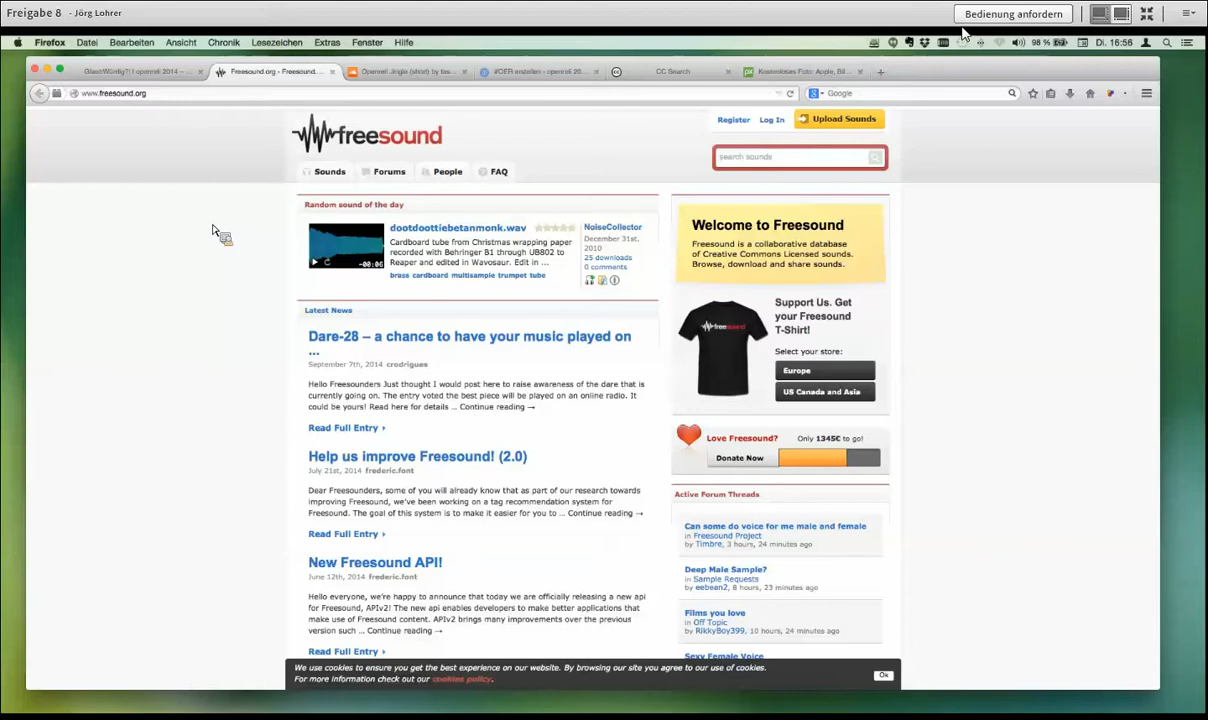 Freigabe 8 - Jörg Lohrer
Bedienung anfordern
Firefox Datei Bearbeiten Ansicht Chronik Lesezeichen Extras Fenster Hilfe
98 % Di. 16:56
Freesound.org - Freesound....
Openreli Jingle (short) by tas...
#OER erstellen - openreli 20...
CC Search
Kostenloses Foto: Apple, Bil...
www.freesound.org
Google
freesound
Register Log In Upload Sounds
search sounds
Sounds Forums People FAQ
Random sound of the day
dootdoottiebetanmonk.wav
Cardboard tube from Christmas wrapping paper
recorded with Behringer B1 through UB802 to
Reaper and edited in Wavosaur. Edit in ...
brass cardboard multisample trumpet tube
-00:06
NoiseCollector
December 31st,
2010
25 downloads
0 comments
Latest News
Dare-28 – a chance to have your music played on
...
September 7th, 2014 crodrigues
Hello Freesounders Just thought I would post here to raise awareness of the dare that is
currently going on. The entry voted the best piece will be played on an online radio. It
could be yours! Read here for details ... Continue reading →
Read Full Entry
Help us improve Freesound! (2.0)
July 21st, 2014 frederic.font
Dear Freesounders, some of you will already know that as part of our research towards
improving Freesound, we've been working on a tag recommendation system for
Freesound. The goal of this system is to make it easier for you to ... Continue reading →
Read Full Entry
New Freesound API!
June 12th, 2014 frederic.font
Hello everyone, we're happy to announce that today we are officially releasing a new api
for Freesound, APIv2! The new api enables developers to make better applications that
make use of Freesound content. APIv2 brings many improvements over the previous
version such ... Continue reading →
Read Full Entry
Welcome to Freesound
Freesound is a collaborative database
of Creative Commons Licensed sounds.
Browse, download and share sounds.
freesound
Support Us. Get
your Freesound
T-Shirt!
Select your store:
Europe
US Canada and Asia
Love Freesound? Only 1345€ to go!
Donate Now
Active Forum Threads
Can some do voice for me male and female
in Freesound Project
by Timbre, 3 hours, 24 minutes ago
Deep Male Sample?
in Sample Requests
by eebean2, 8 hours, 23 minutes ago
Films you love
in Off Topic
by RikkyBoy399, 10 hours, 24 minutes ago
Sexy Female Voice
We use cookies to ensure you get the best experience on our website. By browsing our site you agree to our use of cookies.
For more information check out our cookies policy.
Ok